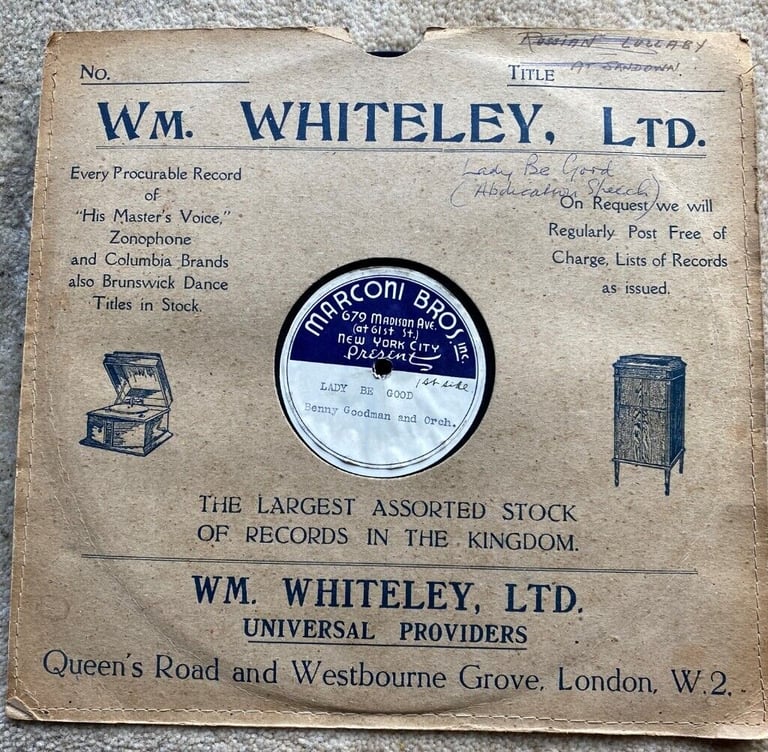 No.
TITLE
RUSSIAN LULLABY
AT SANDOWN.
WM. WHITELEY, LTD.
Every Procurable Record
of
"His Master's Voice,"
Zonophone
and Columbia Brands
also Brunswick Dance
Titles in Stock.
Lady Be Good
(Abdication Speech)
On Request we will
Regularly Post Free of
Charge, Lists of Records
as issued.
MARCONI BROS. INC.
679 MADISON AVE.
(at 61st St.)
NEW YORK CITY
Present
1st side
LADY BE GOOD
Benny Goodman and Orch.
THE LARGEST ASSORTED STOCK
OF RECORDS IN THE KINGDOM.
WM. WHITELEY, LTD.
UNIVERSAL PROVIDERS
Queen's Road and Westbourne Grove, London, W.2.